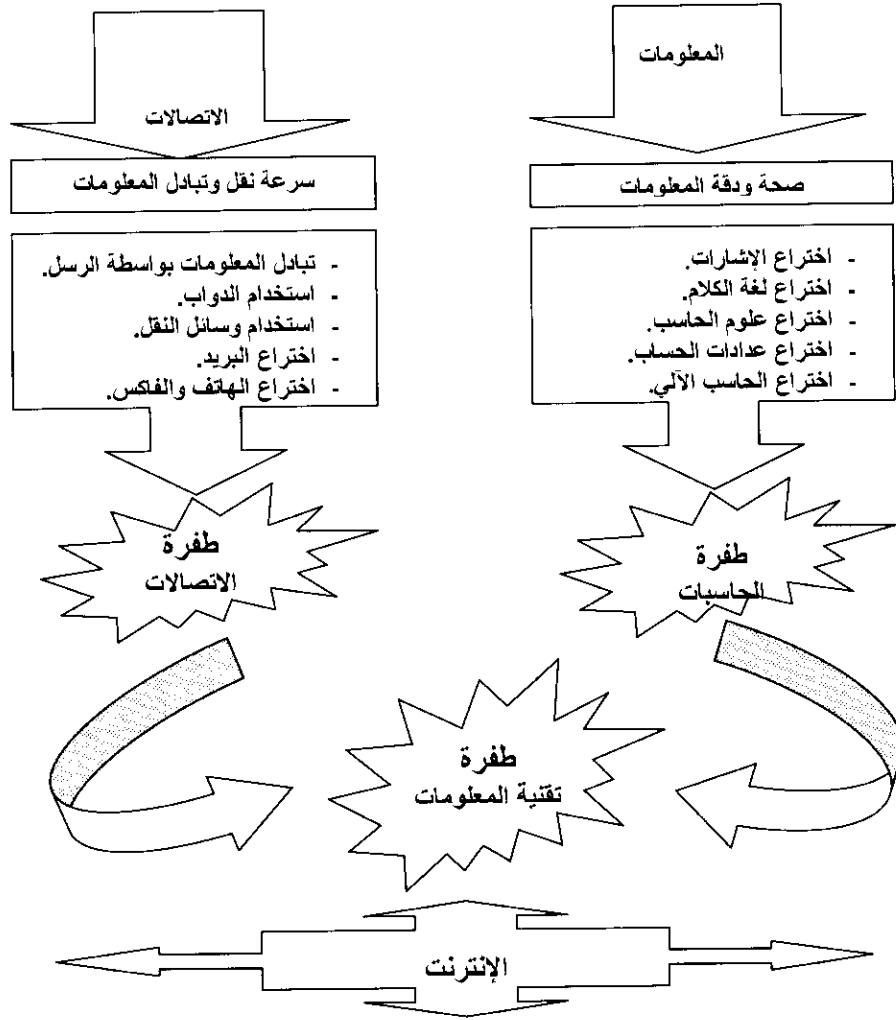 المعلومات
صحة ودقة المعلومات
- اختراع الإشارات.
- اختراع لغة الكلام.
- اختراع علوم الحاسب.
- اختراع عدادات الحساب.
- اختراع الحاسب الآلي.
طفرة
الحاسبات
الاتصالات
سرعة نقل وتبادل المعلومات
- تبادل المعلومات بواسطة الرسل.
- استخدام الدواب.
- استخدام وسائل النقل.
- اختراع البريد.
- اختراع الهاتف والفاكس.
طفرة
الاتصالات
طفرة
تقنية المعلومات
الإنترنت